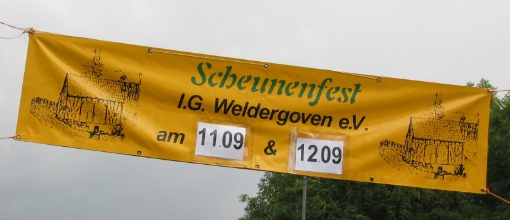 Scheunenfest
I.G. Weldergoven e.V.
am 11.09 & 12.09